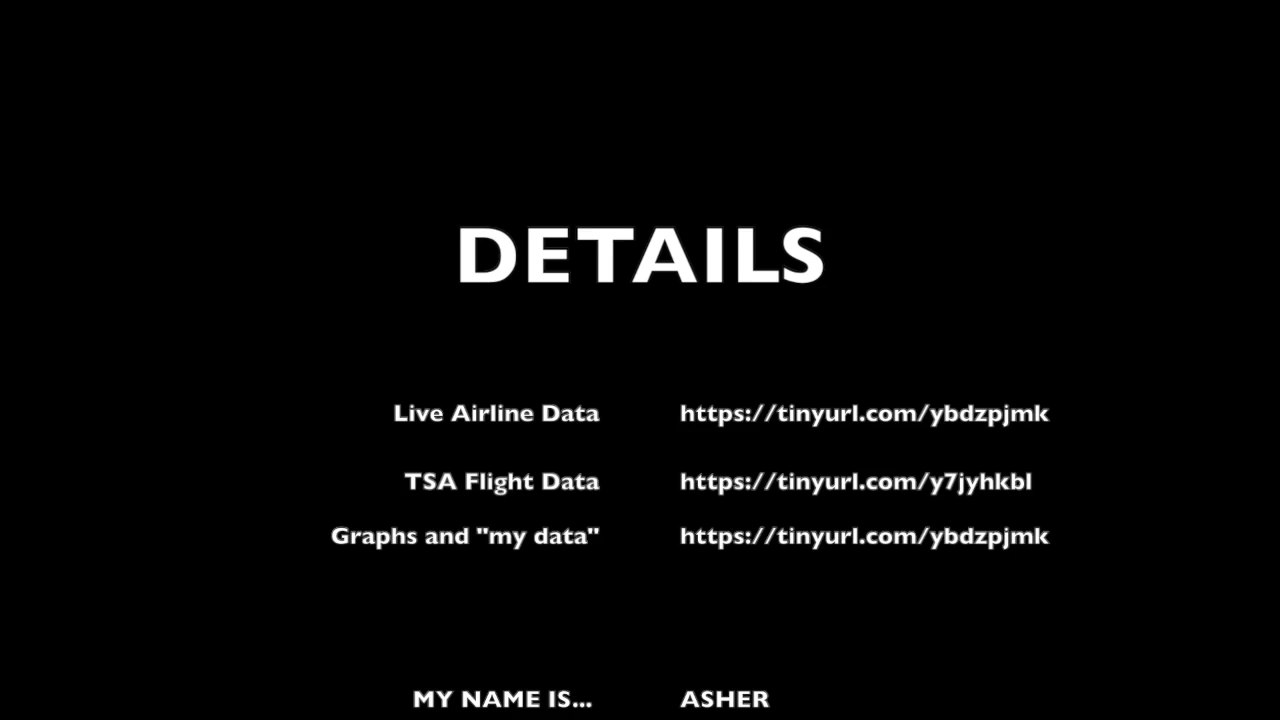 DETAILS
Live Airline Data https://tinyurl.com/ybdzpjmk
TSA Flight Data https://tinyurl.com/y7jyhkbl
Graphs and "my data" https://tinyurl.com/ybdzpjmk
MY NAME IS... ASHER